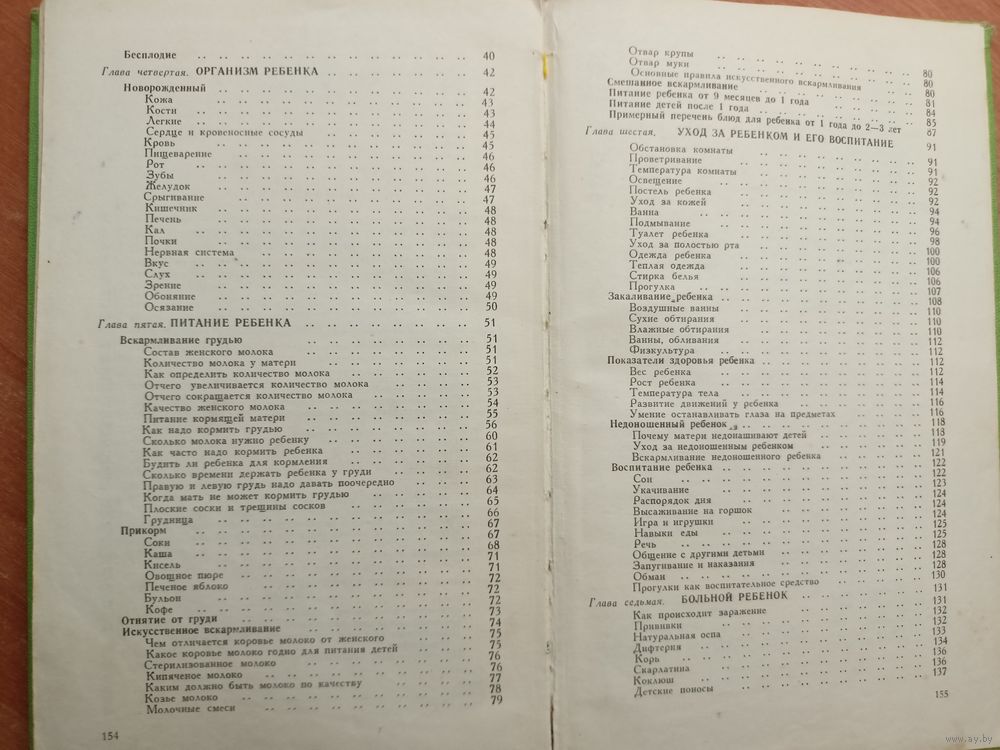 Бесплодие 40
Глава четвертая. ОРГАНИЗМ РЕБЕНКА 42
Новорожденный 42
Кожа 43
Кости 43
Легкие 44
Сердце и кровеносные сосуды 45
Кровь 45
Пищеварение 46
Рот 46
Зубы 46
Желудок 47
Срыгивание 47
Кишечник 48
Печень 48
Кал 48
Почки 48
Нервная система 48
Вкус 49
Слух 49
Зрение 49
Обоняние 49
Осязание 50
Глава пятая. ПИТАНИЕ РЕБЕНКА 51
Вскармливание грудью 51
Состав женского молока 51
Количество молока у матери 51
Как определить количество молока 52
Отчего увеличивается количество молока 53
Отчего сокращается количество молока 53
Качество женского молока 54
Питание кормящей матери 55
Как надо кормить грудью 56
Сколько молока нужно ребенку 60
Как часто надо кормить ребенка 61
Будить ли ребенка для кормления 62
Сколько времени держать ребенка у груди 62
Правую и левую грудь надо давать поочередно 63
Когда мать не может кормить грудью 64
Плоские соски и трещины сосков 65
Грудница 66
Прикорм 67
Соки 67
Каша 68
Кисель 71
Овощное пюре 71
Печеное яблоко 72
Бульон 72
Кофе 72
Отнятие от груди 73
Искусственное вскармливание 74
Чем отличается коровье молоко от женского 75
Какое коровье молоко годно для питания детей 75
Стерилизованное молоко 76
Кипяченое молоко 76
Каким должно быть молоко по качеству 77
Козье молоко 78
Молочные смеси 79
154
Отвар крупы 80
Отвар муки 80
Основные правила искусственного вскармливания 80
Смешанное вскармливание 81
Питание ребенка от 9 месяцев до 1 года 84
Питание детей после 1 года 85
Примерный перечень блюд для ребенка от 1 года до 2—3 лет 87
Глава шестая. УХОД ЗА РЕБЕНКОМ И ЕГО ВОСПИТАНИЕ 91
Обстановка комнаты 91
Проветривание 91
Температура комнаты 92
Освещение 92
Постель ребенка 92
Уход за кожей 94
Ванна 94
Подмывание 96
Туалет ребенка 98
Уход за полостью рта 100
Одежда ребенка 100
Теплая одежда 106
Стирка белья 106
Прогулка 107
Закаливание ребенка 108
Воздушные ванны 110
Сухие обтирания 110
Влажные обтирания 110
Ванны, обливания 112
Физкультура 112
Показатели здоровья ребенка 112
Вес ребенка 112
Рост ребенка 114
Температура тела 114
Развитие движений у ребенка 116
Умение останавливать глаза на предметах 116
Недоношенный ребенок 118
Почему матери недонашивают детей 118
Уход за недоношенным ребенком 119
Вскармливание недоношенного ребенка 121
Воспитание ребенка 122
Сон 122
Укачивание 123
Распорядок дня 124
Высаживание на горшок 124
Игра и игрушки 124
Навыки еды 125
Речь 125
Общение с другими детьми 128
Запугивание и наказания 128
Обман 128
Прогулки как воспитательное средство 130
Глава седьмая. БОЛЬНОЙ РЕБЕНОК 131
Как происходит заражение 131
Прививки 132
Натуральная оспа 132
Дифтерия 133
Корь 134
Скарлатина 136
Коклюш 136
Детские поносы 137
155
www.ay.by